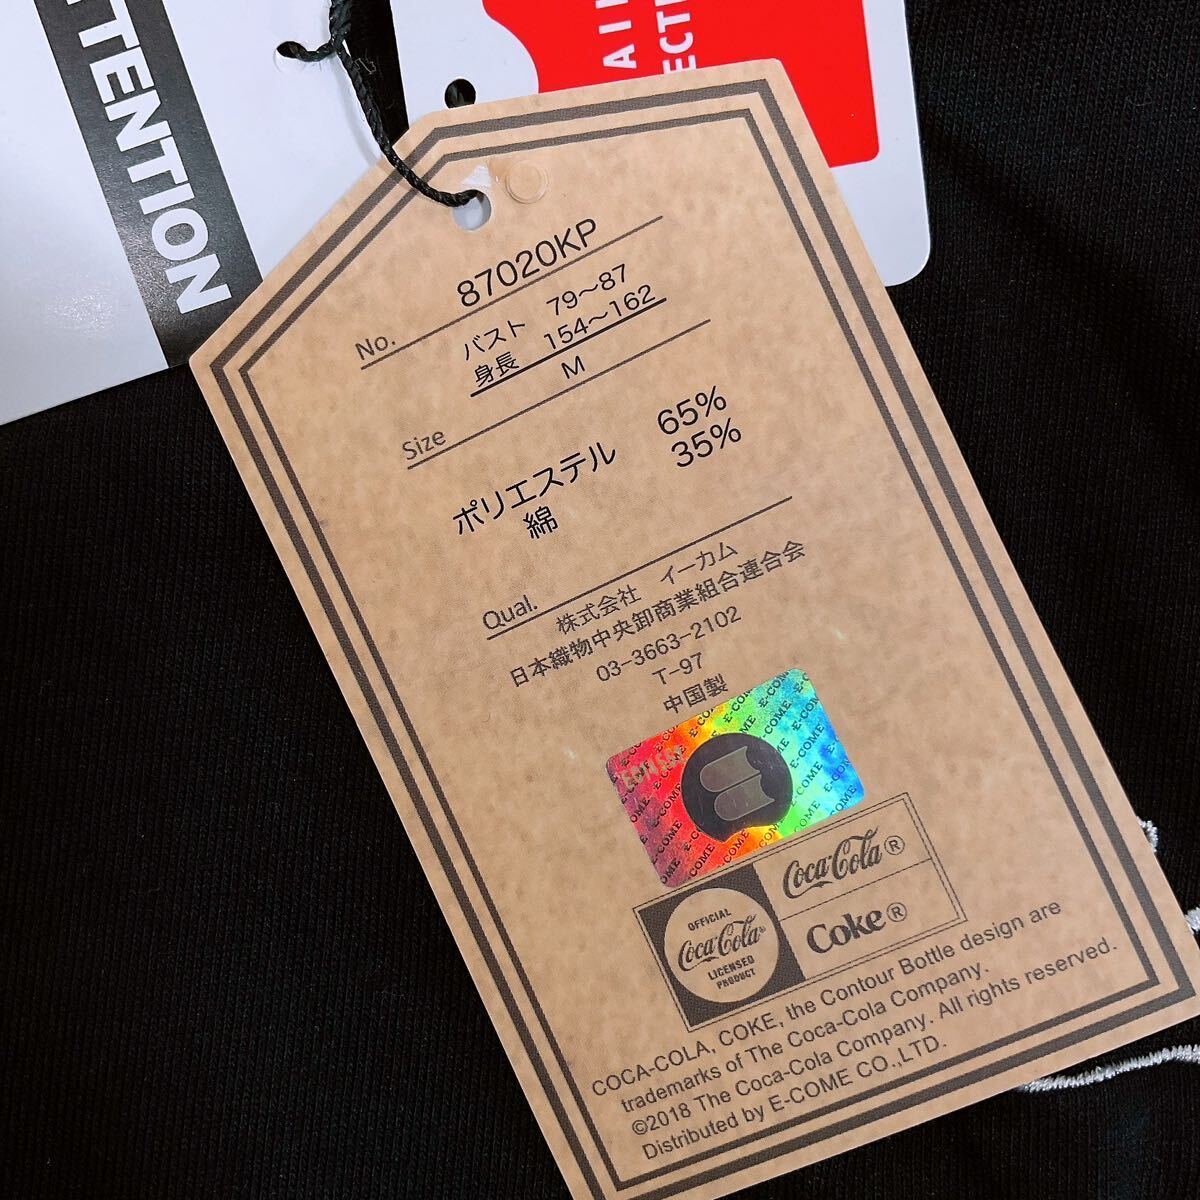 TTENTION
AIR
ECTI
No. 87020KP
バスト 79〜87
身長 154〜162
Size M
ポリエステル 65%
綿 35%
Qual.
株式会社 イーカム
日本織物中央卸商業組合連合会
03-3663-2102
T-97
中国製
E-COME
OFFICIAL
Coca-Cola®
LICENSED
PRODUCT
Coca-Cola®
Coke®
COCA-COLA, COKE, the Contour Bottle design are
trademarks of The Coca-Cola Company.
©2018 The Coca-Cola Company. All rights reserved.
Distributed by E-COME CO.,LTD.